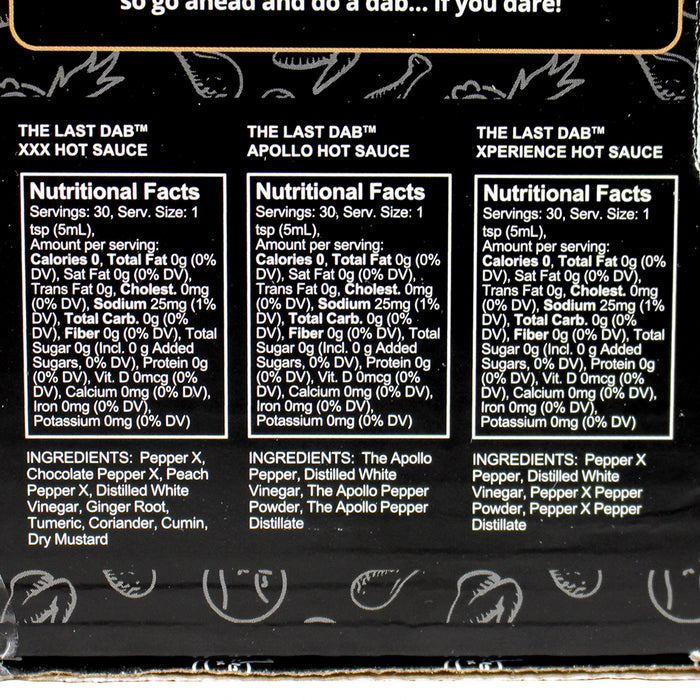 so go ahead and do a dab... if you dare!
THE LAST DAB™
XXX HOT SAUCE
Nutritional Facts
Servings: 30, Serv. Size: 1
tsp (5mL),
Amount per serving:
Calories 0, Total Fat 0g (0%
DV), Sat Fat 0g (0% DV),
Trans Fat 0g, Cholest. 0mg
(0% DV), Sodium 25mg (1%
DV), Total Carb. 0g (0%
DV), Fiber 0g (0% DV), Total
Sugar 0g (Incl. 0 g Added
Sugars, 0% DV), Protein 0g
(0% DV), Vit. D 0mcg (0%
DV), Calcium 0mg (0% DV),
Iron 0mg (0% DV),
Potassium 0mg (0% DV)
INGREDIENTS: Pepper X,
Chocolate Pepper X, Peach
Pepper X, Distilled White
Vinegar, Ginger Root,
Tumeric, Coriander, Cumin,
Dry Mustard
THE LAST DAB™
APOLLO HOT SAUCE
Nutritional Facts
Servings: 30, Serv. Size: 1
tsp (5mL),
Amount per serving:
Calories 0, Total Fat 0g (0%
DV), Sat Fat 0g (0% DV),
Trans Fat 0g, Cholest. 0mg
(0% DV), Sodium 25mg (1%
DV), Total Carb. 0g (0%
DV), Fiber 0g (0% DV), Total
Sugar 0g (Incl. 0 g Added
Sugars, 0% DV), Protein 0g
(0% DV), Vit. D 0mcg (0%
DV), Calcium 0mg (0% DV),
Iron 0mg (0% DV),
Potassium 0mg (0% DV)
INGREDIENTS: The Apollo
Pepper, Distilled White
Vinegar, The Apollo Pepper
Powder, The Apollo Pepper
Distillate
THE LAST DAB™
XPERIENCE HOT SAUCE
Nutritional Facts
Servings: 30, Serv. Size: 1
tsp (5mL),
Amount per serving:
Calories 0, Total Fat 0g (0%
DV), Sat Fat 0g (0% DV),
Trans Fat 0g, Cholest. 0mg
(0% DV), Sodium 25mg (1%
DV), Total Carb. 0g (0%
DV), Fiber 0g (0% DV), Total
Sugar 0g (Incl. 0 g Added
Sugars, 0% DV), Protein 0g
(0% DV), Vit. D 0mcg (0%
DV), Calcium 0mg (0% DV),
Iron 0mg (0% DV),
Potassium 0mg (0% DV)
INGREDIENTS: Pepper X
Pepper, Distilled White
Vinegar, Pepper X Pepper
Powder, Pepper X Pepper
Distillate